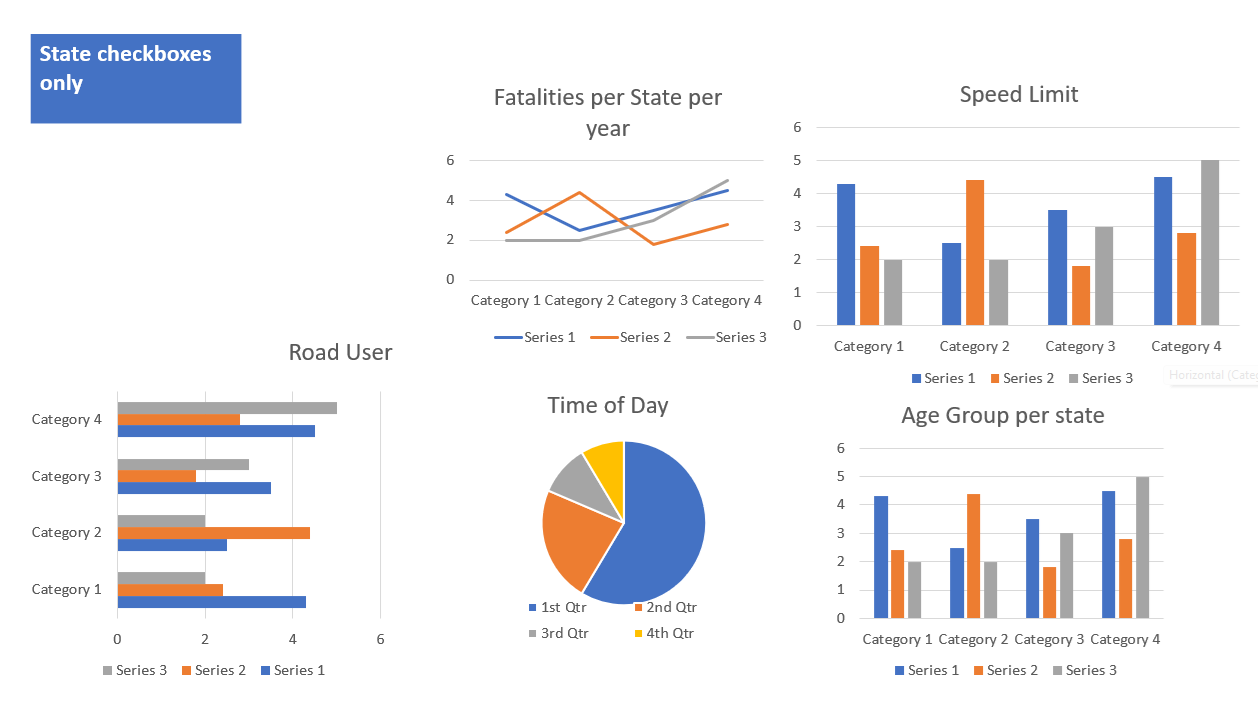 State checkboxes
only
Fatalities per State per
year
6
4
2
0
Category 1 Category 2 Category 3 Category 4
Series 1 Series 2 Series 3
Speed Limit
6
5
4
3
2
1
0
Category 1 Category 2 Category 3 Category 4
Series 1 Series 2 Series 3
Horizontal (Categ
Road User
Category 4
Category 3
Category 2
Category 1
0 2 4 6
Series 3 Series 2 Series 1
Time of Day
1st Qtr 2nd Qtr
3rd Qtr 4th Qtr
Age Group per state
6
5
4
3
2
1
0
Category 1 Category 2 Category 3 Category 4
Series 1 Series 2 Series 3